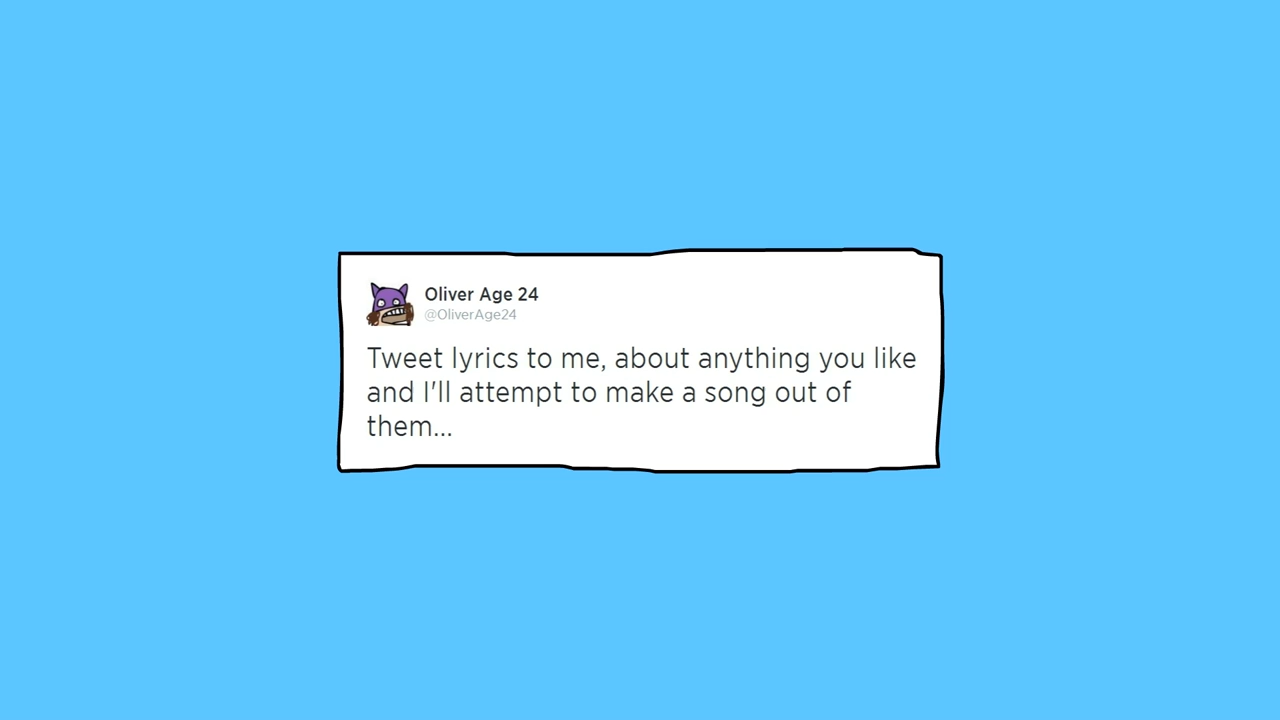 Oliver Age 24
@OliverAge24
Tweet lyrics to me, about anything you like
and I'll attempt to make a song out of
them...